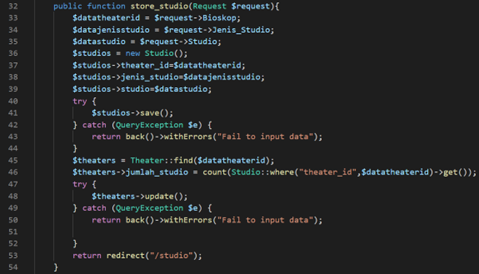 32 public function store_studio(Request $request){
33 $datatheaterid = $request->Bioskop;
34 $datajenisstudio = $request->Jenis_Studio;
35 $datastudio = $request->Studio;
36 $studios = new Studio();
37 $studios->theater_id=$datatheaterid;
38 $studios->jenis_studio=$datajenisstudio;
39 $studios->studio=$datastudio;
40 try {
41 $studios->save();
42 } catch (QueryException $e) {
43 return back()->withErrors("Fail to input data");
44 }
45 $theaters = Theater::find($datatheaterid);
46 $theaters->jumlah_studio = count(Studio::where("theater_id",$datatheaterid)->get());
47 try {
48 $theaters->update();
49 } catch (QueryException $e) {
50 return back()->withErrors("Fail to input data");
51
52 }
53 return redirect("/studio");
54 }